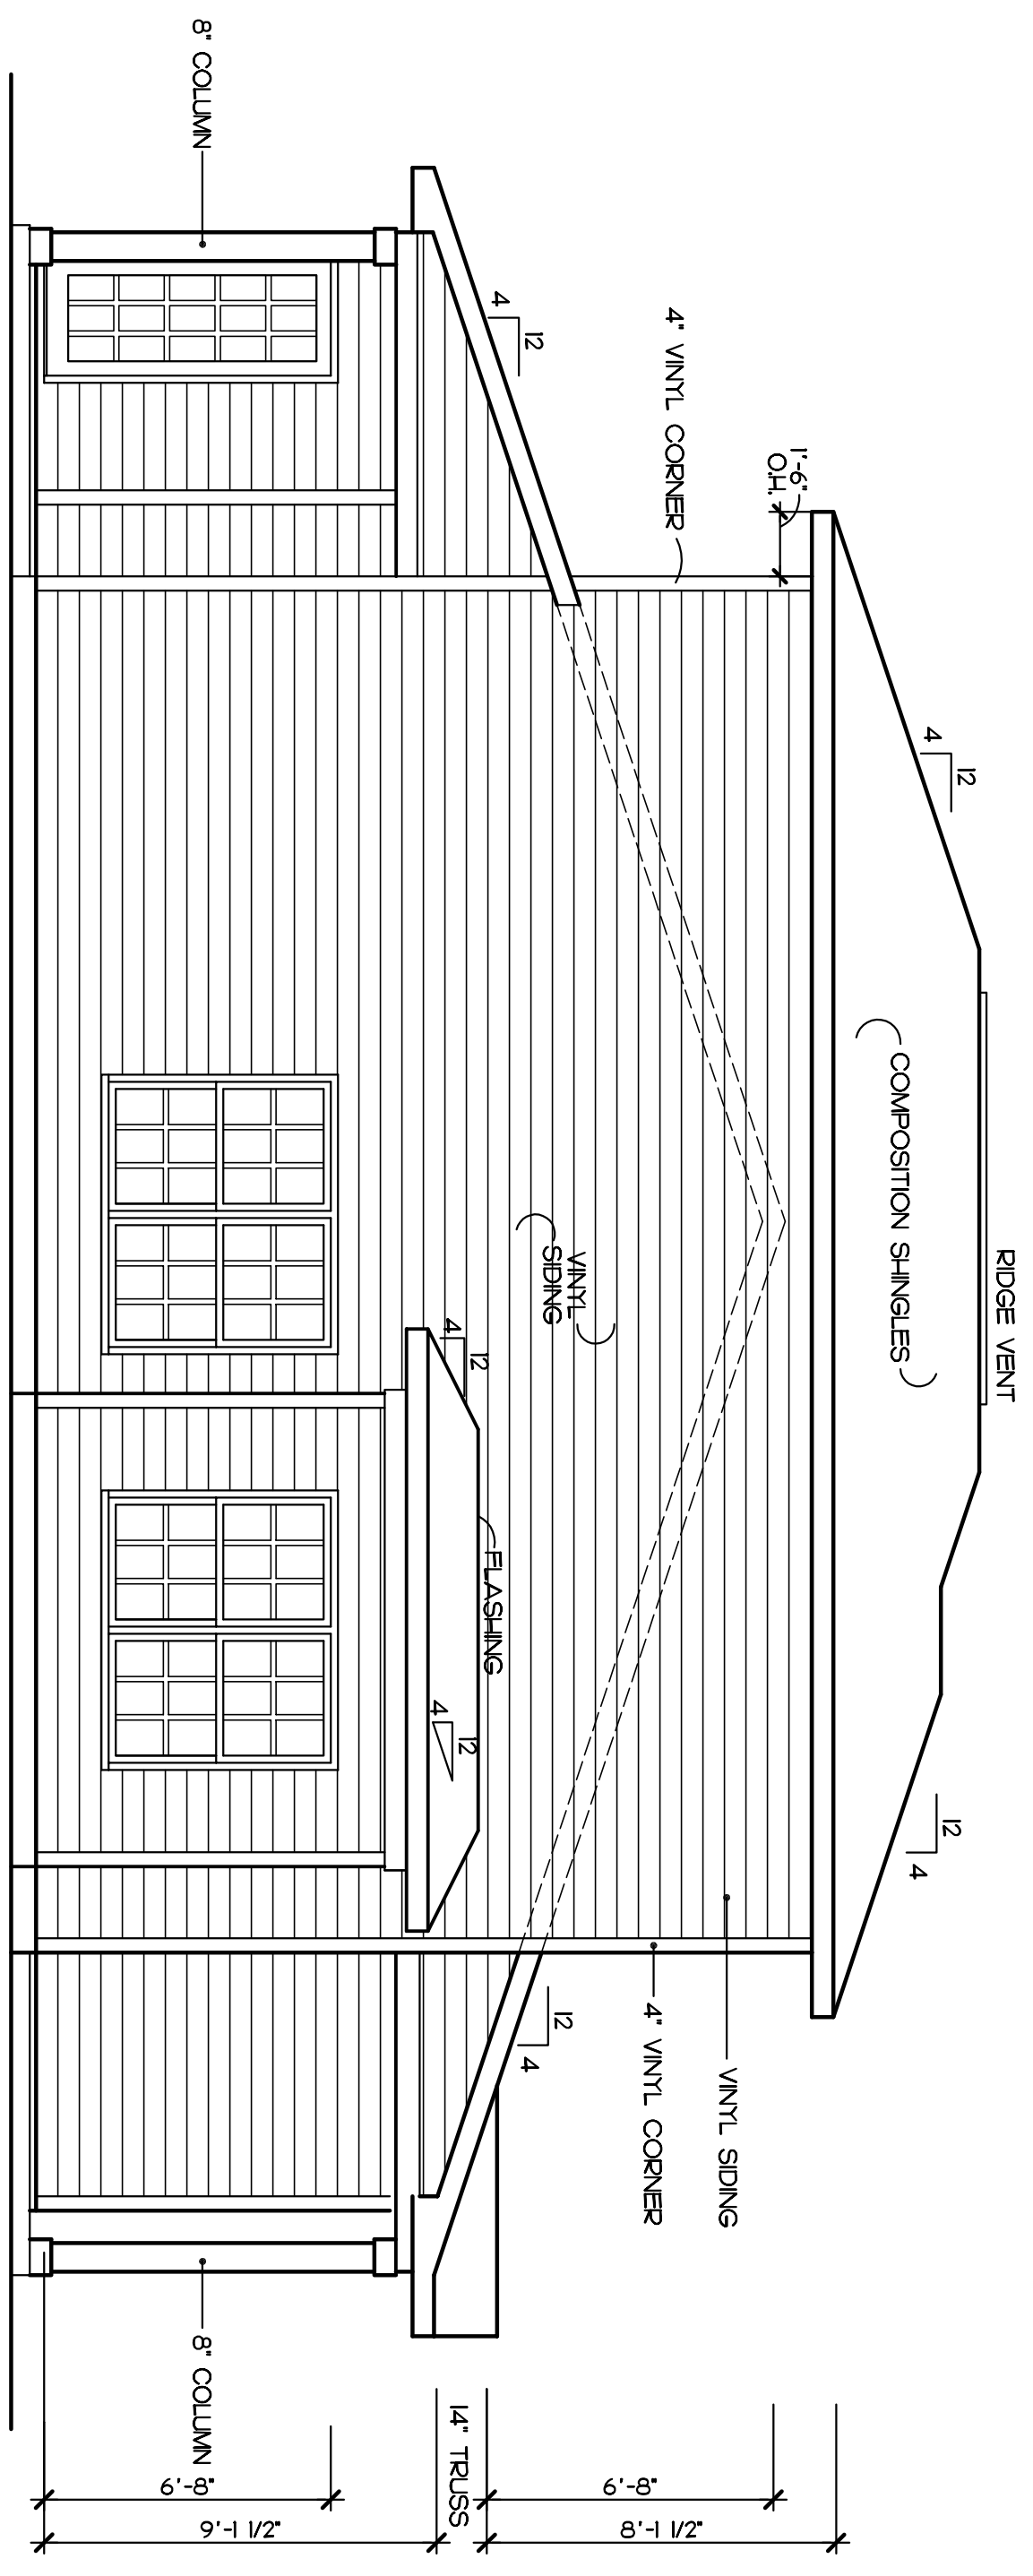 RIDGE VENT
12
4
COMPOSITION SHINGLES
12
4
1'-6"
O.H.
4" VINYL CORNER
12
4
VINYL
SIDING
VINYL SIDING
4" VINYL CORNER
12
4
12
4
FLASHING
12
4
8" COLUMN
8" COLUMN
8'-1 1/2"
6'-8"
14" TRUSS
9'-1 1/2"
6'-8"